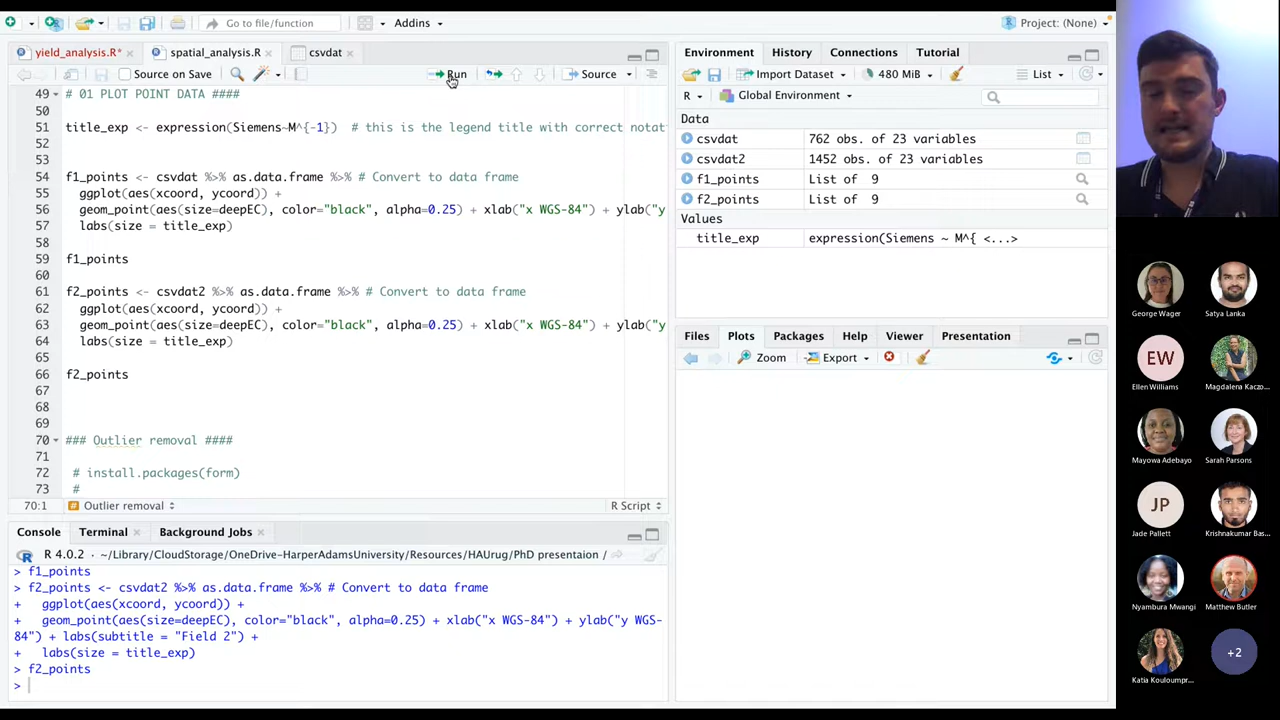 Go to file/function
Addins
Project: (None)
yield_analysis.R*
spatial_analysis.R
csvdat
Source on Save
Run
Source
49 # 01 PLOT POINT DATA ####
50
51 title_exp <- expression(Siemens~M^{-1})  # this is the legend title with correct notat
52
53
54 f1_points <- csvdat %>% as.data.frame %>% # Convert to data frame
55   ggplot(aes(xcoord, ycoord)) +
56   geom_point(aes(size=deepEC), color="black", alpha=0.25) + xlab("x WGS-84") + ylab("y
57   labs(size = title_exp)
58
59 f1_points
60
61 f2_points <- csvdat2 %>% as.data.frame %>% # Convert to data frame
62   ggplot(aes(xcoord, ycoord)) +
63   geom_point(aes(size=deepEC), color="black", alpha=0.25) + xlab("x WGS-84") + ylab("y
64   labs(size = title_exp)
65
66 f2_points
67
68
69
70 ### Outlier removal ####
71
72  # install.packages(form)
73  #
70:1
# Outlier removal
R Script
Console
Terminal
Background Jobs
R 4.0.2 · ~/Library/CloudStorage/OneDrive-HarperAdamsUniversity/Resources/HAUrug/PhD presentaion /
> f1_points
> f2_points <- csvdat2 %>% as.data.frame %>% # Convert to data frame
+   ggplot(aes(xcoord, ycoord)) +
+   geom_point(aes(size=deepEC), color="black", alpha=0.25) + xlab("x WGS-84") + ylab("y WGS-
84") + labs(subtitle = "Field 2") +
+   labs(size = title_exp)
> f2_points
>
Environment
History
Connections
Tutorial
Import Dataset
480 MiB
List
R
Global Environment
Data
csvdat 762 obs. of 23 variables
csvdat2 1452 obs. of 23 variables
f1_points List of 9
f2_points List of 9
Values
title_exp expression(Siemens ~ M^{ <...>
Files
Plots
Packages
Help
Viewer
Presentation
Zoom
Export
George Wager
Satya Lanka
EW
Ellen Williams
Magdalena Kaczo...
Mayowa Adebayo
Sarah Parsons
JP
Jade Pallett
Krishnakumar Bas...
Nyambura Mwangi
Matthew Butler
Katia Kouloumpr...
+2